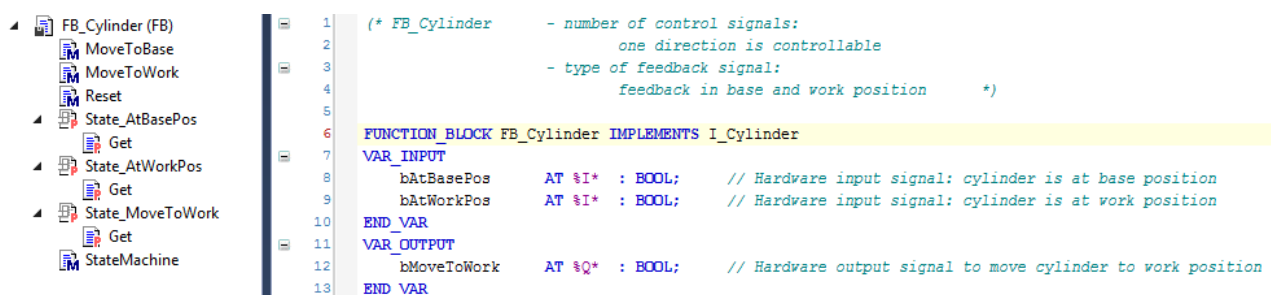 FB_Cylinder (FB)
MoveToBase
MoveToWork
Reset
State_AtBasePos
Get
State_AtWorkPos
Get
State_MoveToWork
Get
StateMachine
1 (* FB_Cylinder - number of control signals:
2 one direction is controllable
3 - type of feedback signal:
4 feedback in base and work position *)
5
6 FUNCTION_BLOCK FB_Cylinder IMPLEMENTS I_Cylinder
7 VAR_INPUT
8 bAtBasePos AT %I* : BOOL; // Hardware input signal: cylinder is at base position
9 bAtWorkPos AT %I* : BOOL; // Hardware input signal: cylinder is at work position
10 END_VAR
11 VAR_OUTPUT
12 bMoveToWork AT %Q* : BOOL; // Hardware output signal to move cylinder to work position
13 END_VAR